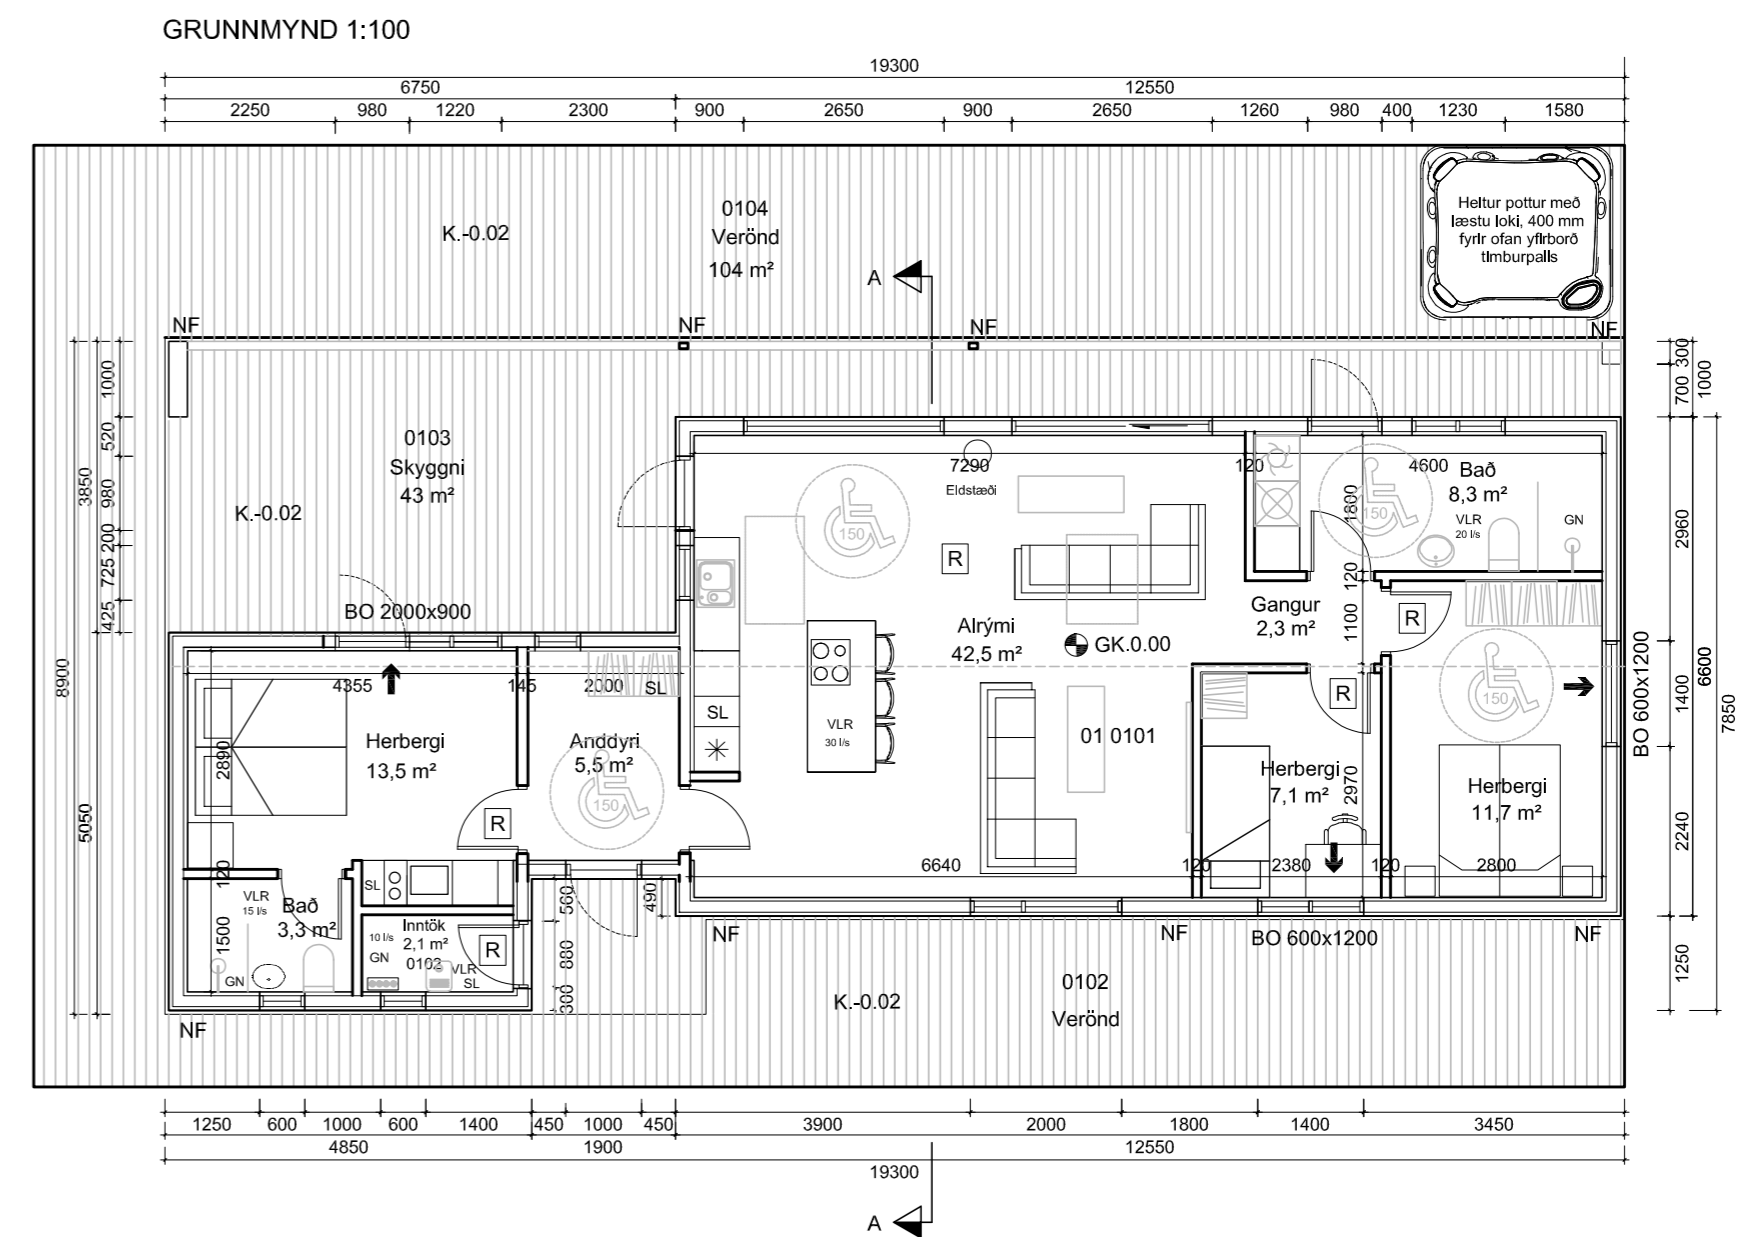 GRUNNMYND 1:100
19300
6750 12550
2250 980 1220 2300 900 2650 900 2650 1260 980 400 1230 1580
0104
Verönd
104 m²
K.-0.02
A
Heitur pottur með
læstu loki, 400 mm
fyrir ofan yfirborð
timburpalls
NF NF NF NF
1000
520
980
200
725
425
3850
5050
8900
300
700
1000
2960
1400
2240
1250
6600
7850
0103
Skyggni
43 m²
K.-0.02
BO 2000x900
7290 120 4600
Eldstæði
150
R
1800
150
Bað
8,3 m²
VLR
20 l/s
GN
120
Gangur
2,3 m²
1100
R
Alrými
42,5 m²
GK.0.00
BO 600x1200
4355 145 2000
SL
SL
R
150
VLR
30 l/s
01 0101
Herbergi
13,5 m²
2890
Anddyri
5,5 m²
150
R
Herbergi
7,1 m²
2970
Herbergi
11,7 m²
6640 120 2380 120 2800
120
SL
VLR
15 l/s
Bað
3,3 m²
1500
GN
Inntök
2,1 m²
0102
10 l/s
GN
VLR
SL
R
560
880
300
490
NF NF NF
BO 600x1200
K.-0.02
0102
Verönd
NF
1250 600 1000 600 1400 450 1000 450 3900 2000 1800 1400 3450
4850 1900 12550
19300
A